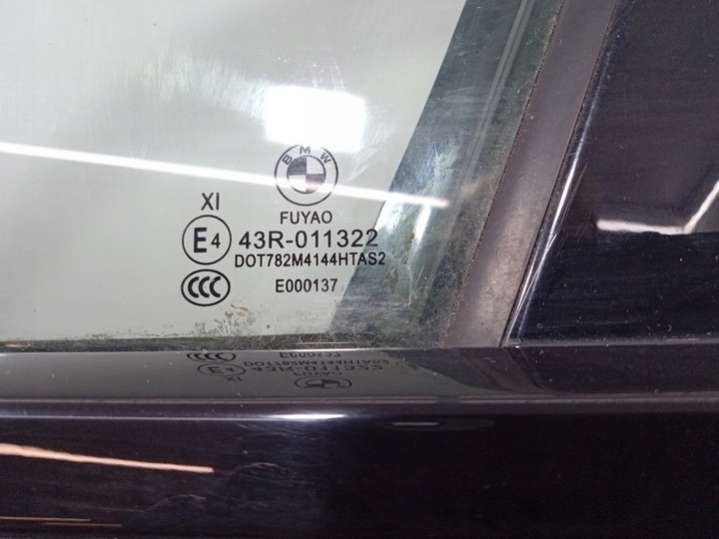 BMW
XI
FUYAO
E4 43R-011322
DOT782M4144HTAS2
CCC E000137